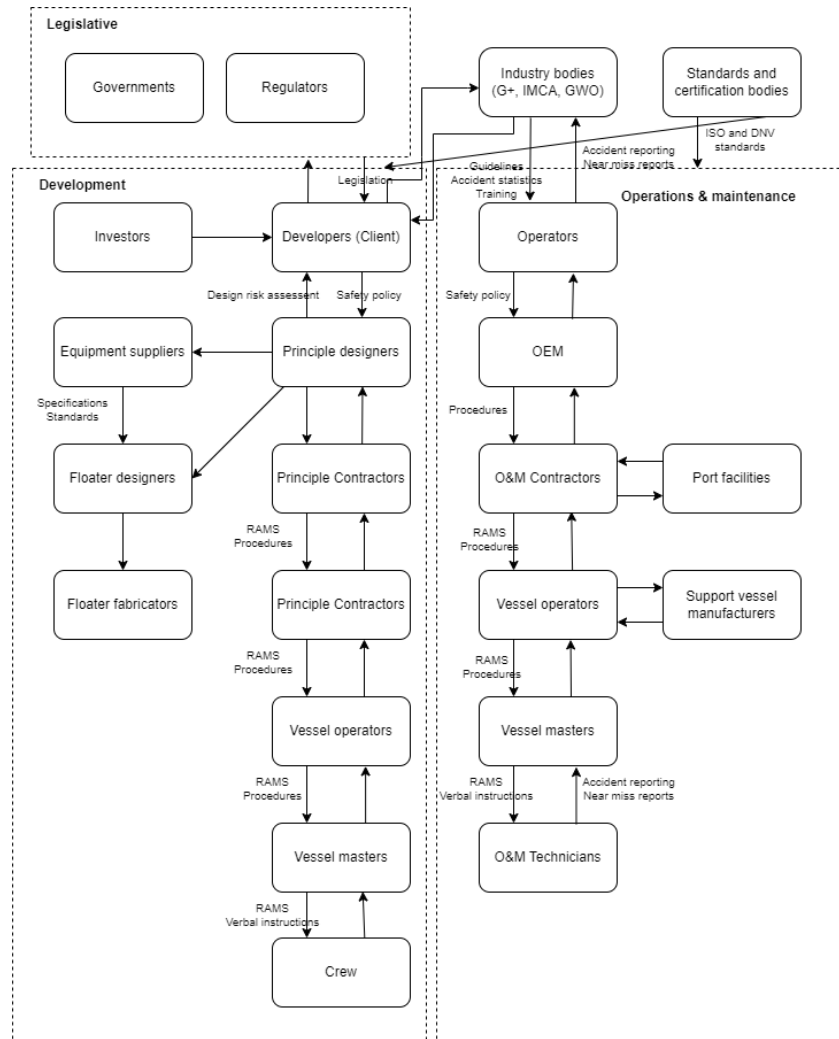 Legislative
Governments
Regulators
Industry bodies
(G+, IMCA, GWO)
Standards and
certification bodies
ISO and DNV
standards
Accident reporting
Near miss reports
Guidelines
Accident statistics
Training
Legislation
Development
Operations & maintenance
Investors
Developers (Client)
Operators
Design risk assessent
Safety policy
Safety policy
Equipment suppliers
Principle designers
OEM
Specifications
Standards
Procedures
Floater designers
Principle Contractors
O&M Contractors
Port facilities
RAMS
Procedures
RAMS
Procedures
Floater fabricators
Principle Contractors
Vessel operators
Support vessel
manufacturers
RAMS
Procedures
RAMS
Procedures
Vessel operators
Vessel masters
RAMS
Procedures
RAMS
Verbal instructions
Accident reporting
Near miss reports
Vessel masters
O&M Technicians
RAMS
Verbal instructions
Crew